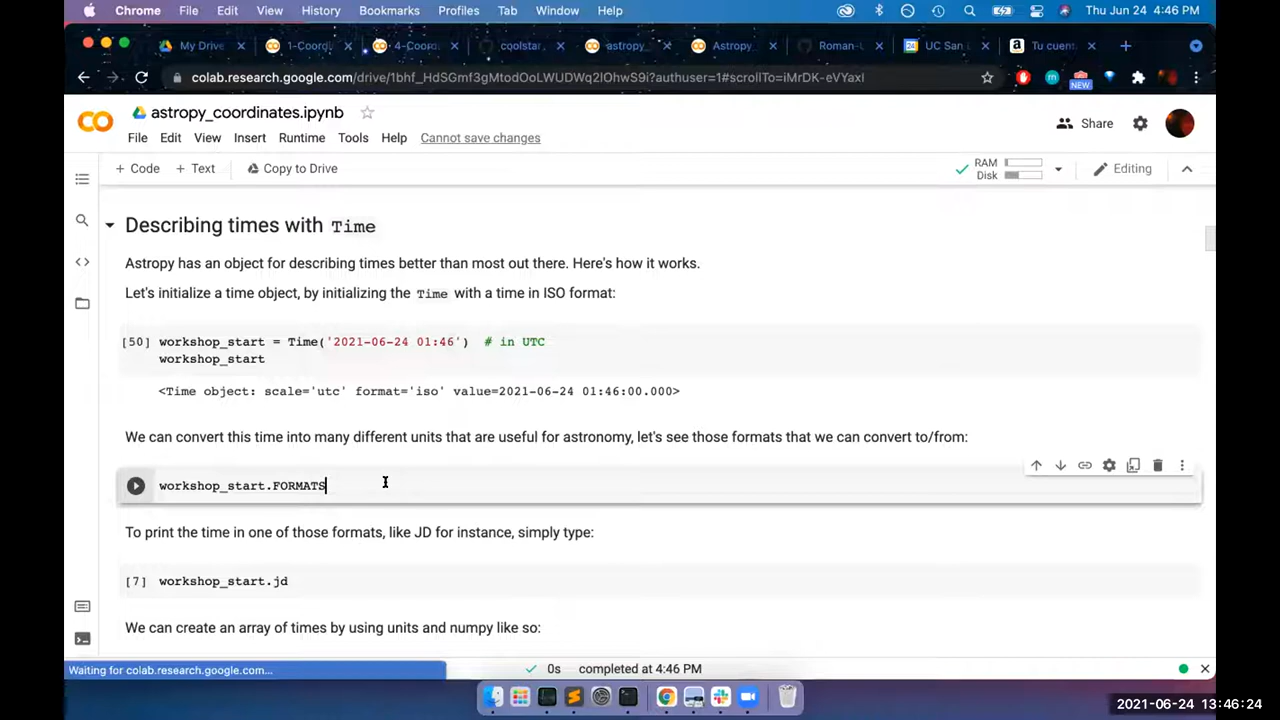 Chrome File Edit View History Bookmarks Profiles Tab Window Help Thu Jun 24 4:46 PM
My Drive 1-Coordi 4-Coord coolstar astropy_ Astropy_ Roman-U UC San Tu cuent
colab.research.google.com/drive/1bhf_HdSGmf3gMtodOoLWUDWq2lOhwS9i?authuser=1#scrollTo=iMrDK-eVYaxl
NEW
astropy_coordinates.ipynb
Share
File Edit View Insert Runtime Tools Help Cannot save changes
+ Code + Text Copy to Drive RAM Disk Editing
Describing times with Time
Astropy has an object for describing times better than most out there. Here's how it works.
Let's initialize a time object, by initializing the Time with a time in ISO format:
[50] workshop_start = Time('2021-06-24 01:46') # in UTC
workshop_start
<Time object: scale='utc' format='iso' value=2021-06-24 01:46:00.000>
We can convert this time into many different units that are useful for astronomy, let's see those formats that we can convert to/from:
workshop_start.FORMATS
To print the time in one of those formats, like JD for instance, simply type:
[7] workshop_start.jd
We can create an array of times by using units and numpy like so:
Waiting for colab.research.google.com... 0s completed at 4:46 PM
2021-06-24 13:46:24